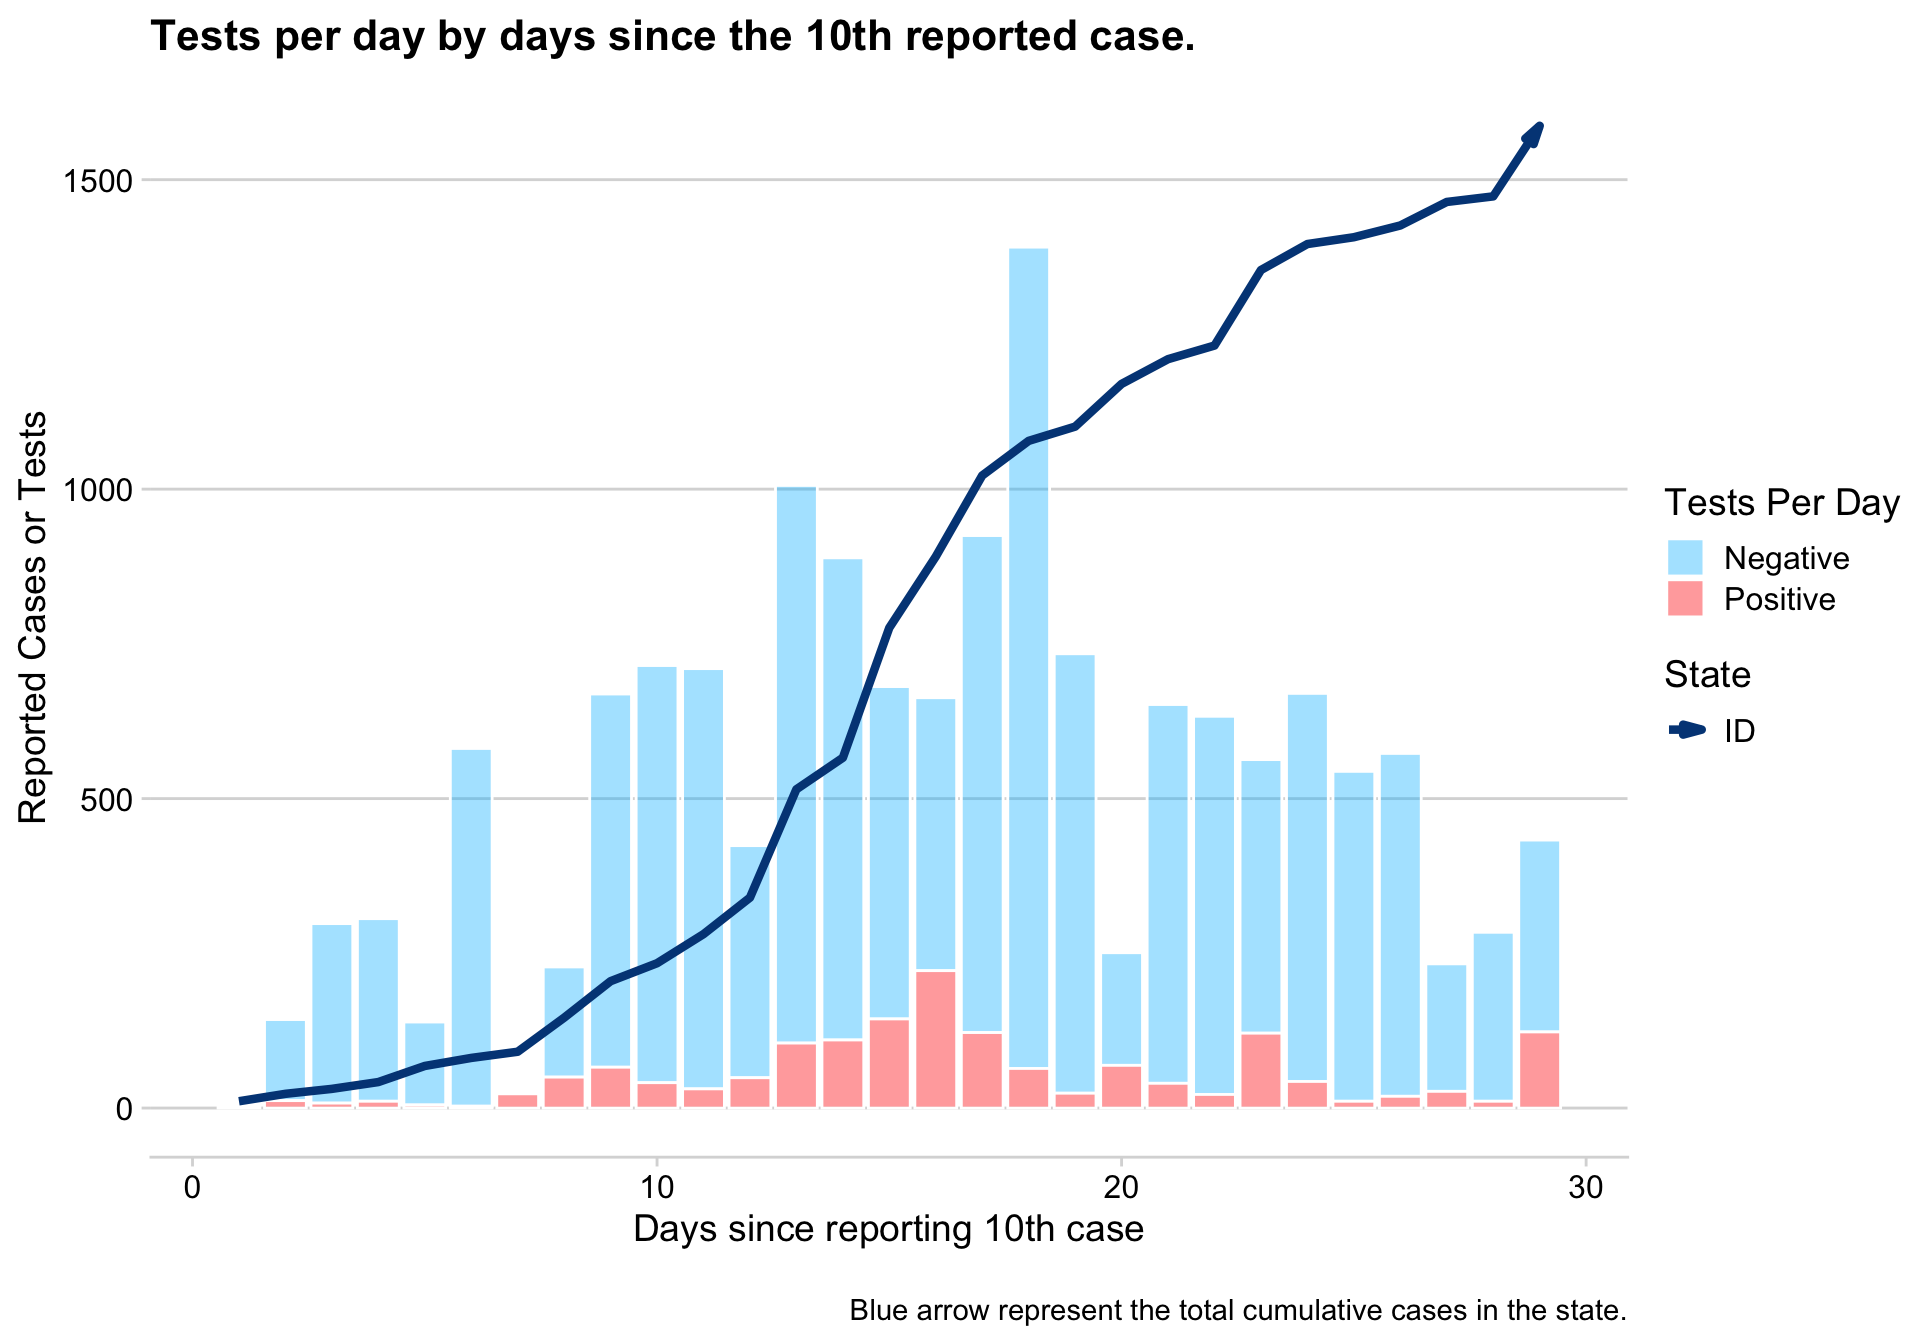 Tests per day by days since the 10th reported case.
Reported Cases or Tests
1500
1000
500
0
0 10 20 30
Days since reporting 10th case
Tests Per Day
Negative
Positive
State
ID
Blue arrow represent the total cumulative cases in the state.